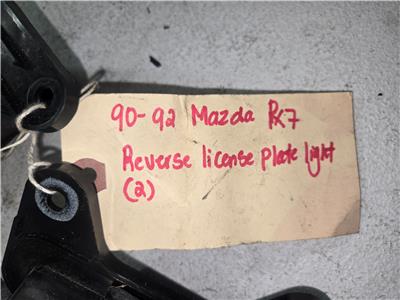 90-92 Mazda Rx7
Reverse license plate light
(2)